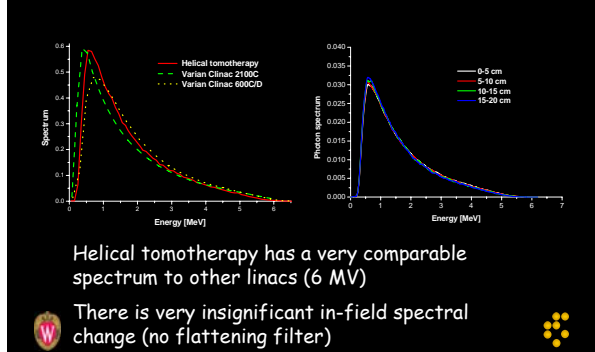 Helical tomotherapy
Varian Clinac 2100C
Varian Clinac 600C/D
Spectrum
0.6
0.5
0.4
0.3
0.2
0.1
0.0
0 1 2 3 4 5 6
Energy [MeV]
0-5 cm
5-10 cm
10-15 cm
15-20 cm
Photon spectrum
0.040
0.035
0.030
0.025
0.020
0.015
0.010
0.005
0.000
0 1 2 3 4 5 6 7
Energy [MeV]
Helical tomotherapy has a very comparable
spectrum to other linacs (6 MV)
There is very insignificant in-field spectral
change (no flattening filter)